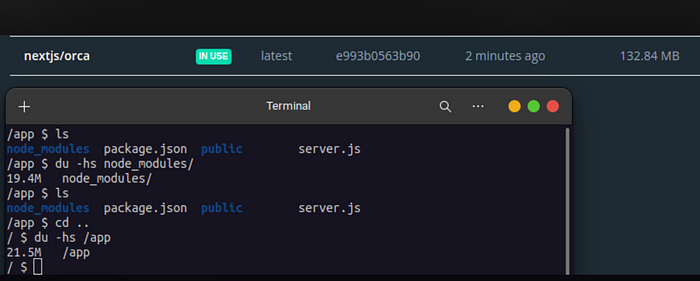 nextjs/orca IN USE latest e993b0563b90 2 minutes ago 132.84 MB
+ Terminal ...
/app $ ls
node_modules package.json public server.js
/app $ du -hs node_modules/
19.4M node_modules/
/app $ ls
node_modules package.json public server.js
/app $ cd ..
/ $ du -hs /app
21.5M /app
/ $